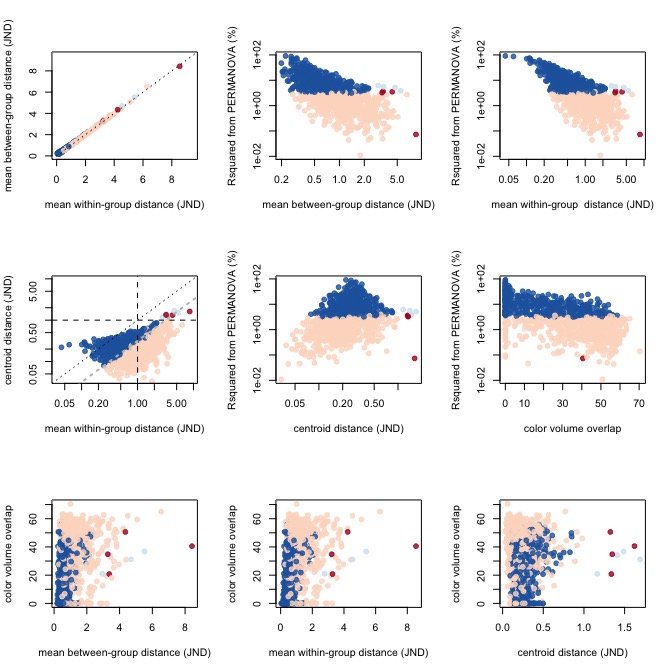 mean between-group distance (JND)
0 2 4 6 8
0 2 4 6 8
mean within-group distance (JND)
Rsquared from PERMANOVA (%)
1e-02 1e+00 1e+02
0.2 0.5 1.0 2.0 5.0
mean between-group distance (JND)
Rsquared from PERMANOVA (%)
1e-02 1e+00 1e+02
0.05 0.20 1.00 5.00
mean within-group distance (JND)
centroid distance (JND)
0.05 0.50 5.00
0.05 0.20 1.00 5.00
mean within-group distance (JND)
Rsquared from PERMANOVA (%)
1e-02 1e+00 1e+02
0.05 0.20 0.50
centroid distance (JND)
Rsquared from PERMANOVA (%)
1e-02 1e+00 1e+02
0 10 30 50 70
color volume overlap
color volume overlap
0 20 40 60
0 2 4 6 8
mean between-group distance (JND)
color volume overlap
0 20 40 60
0 2 4 6 8
mean within-group distance (JND)
color volume overlap
0 20 40 60
0.0 0.5 1.0 1.5
centroid distance (JND)